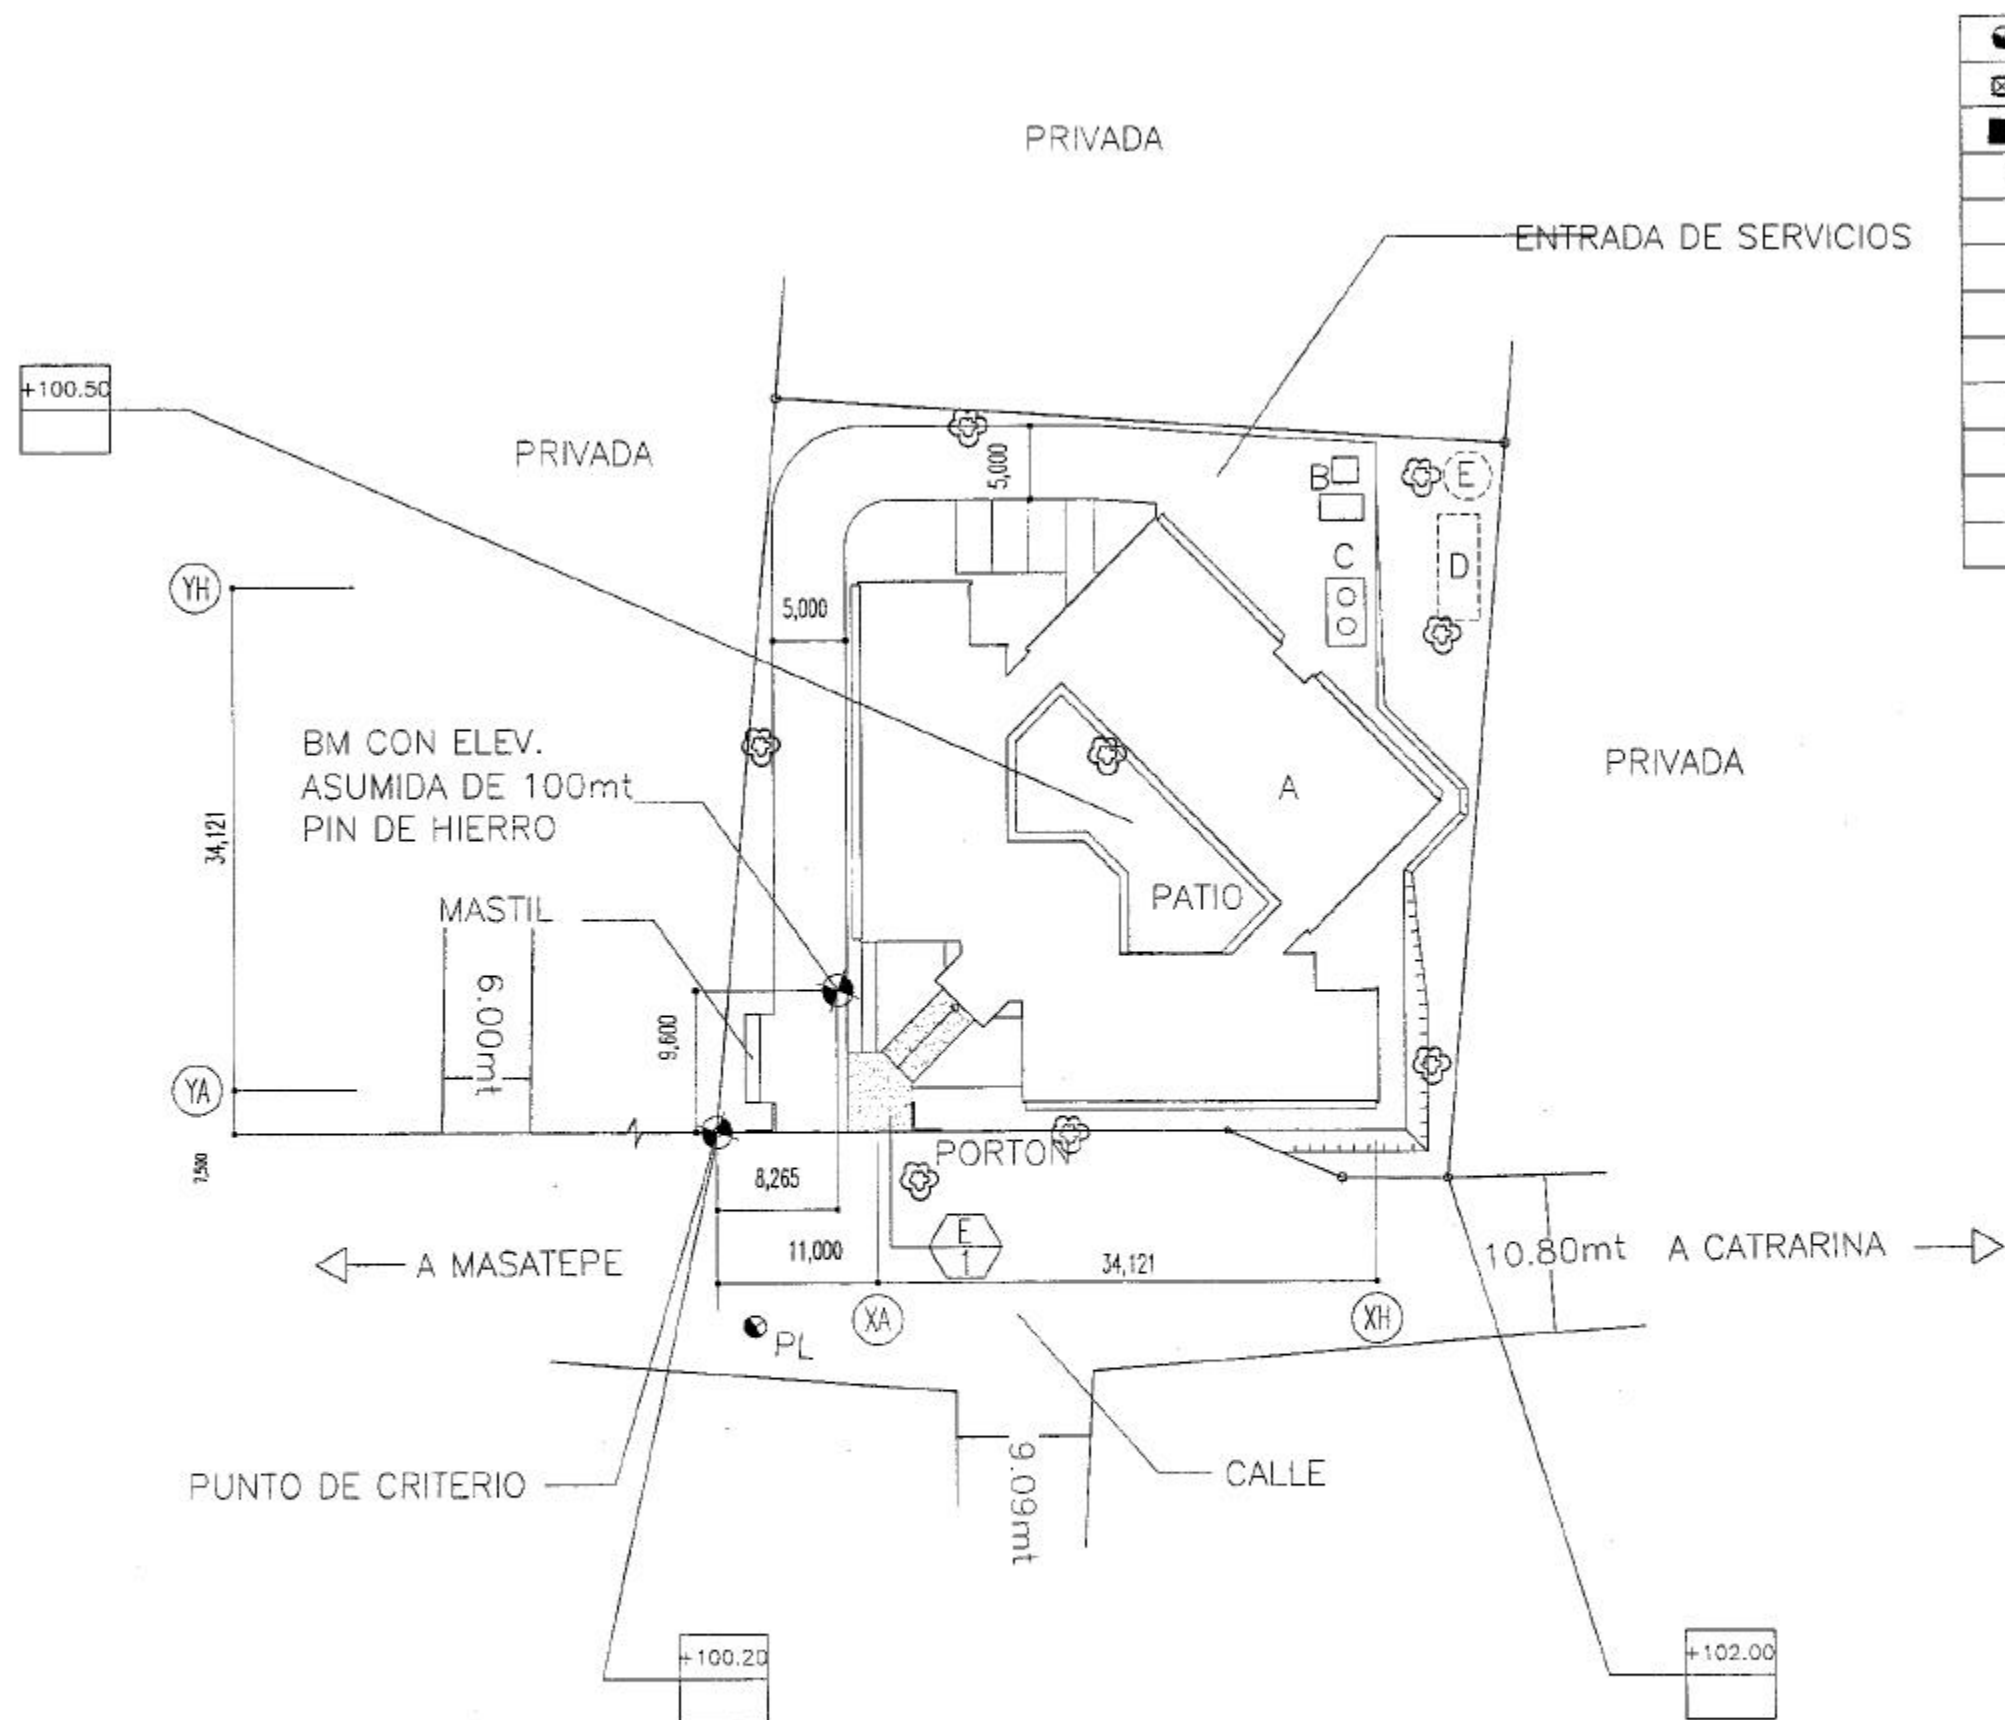 PRIVADA
ENTRADA DE SERVICIOS
+100.50
PRIVADA
5,000
B
E
C
D
YH
5,000
BM CON ELEV.
ASUMIDA DE 100mt
PIN DE HIERRO
PRIVADA
A
34,121
MASTIL
PATIO
6.00mt
9,600
YA
PORTON
7,500
8,265
E
1
11,000
34,121
10.80mt
A CATRARINA
A MASATEPE
XA
XH
PL
PUNTO DE CRITERIO
9.09mt
CALLE
+100.20
+102.00